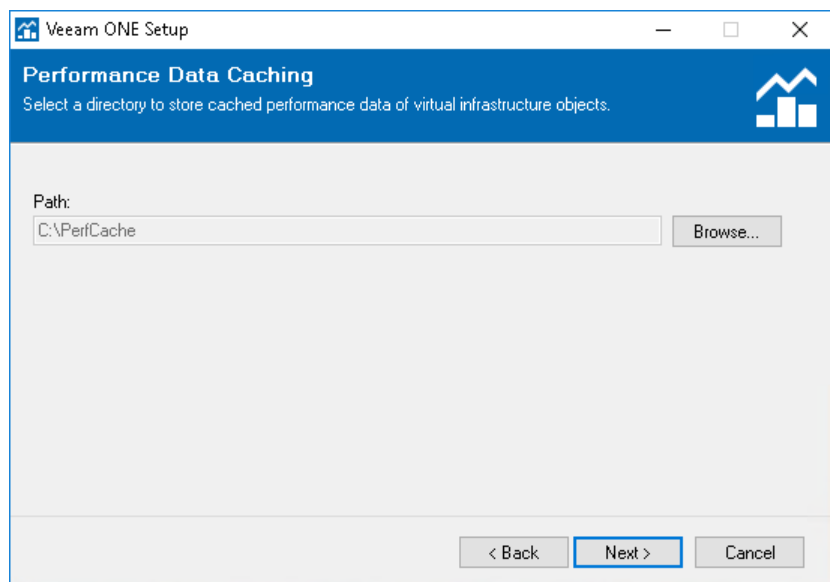 Veeam ONE Setup
Performance Data Caching
Select a directory to store cached performance data of virtual infrastructure objects.
Path:
C:\PerfCache
Browse...
< Back
Next >
Cancel